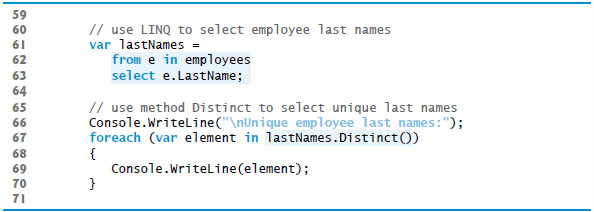 59
60 // use LINQ to select employee last names
61 var lastNames =
62 from e in employees
63 select e.LastName;
64
65 // use method Distinct to select unique last names
66 Console.WriteLine("\nUnique employee last names:");
67 foreach (var element in lastNames.Distinct())
68 {
69 Console.WriteLine(element);
70 }
71